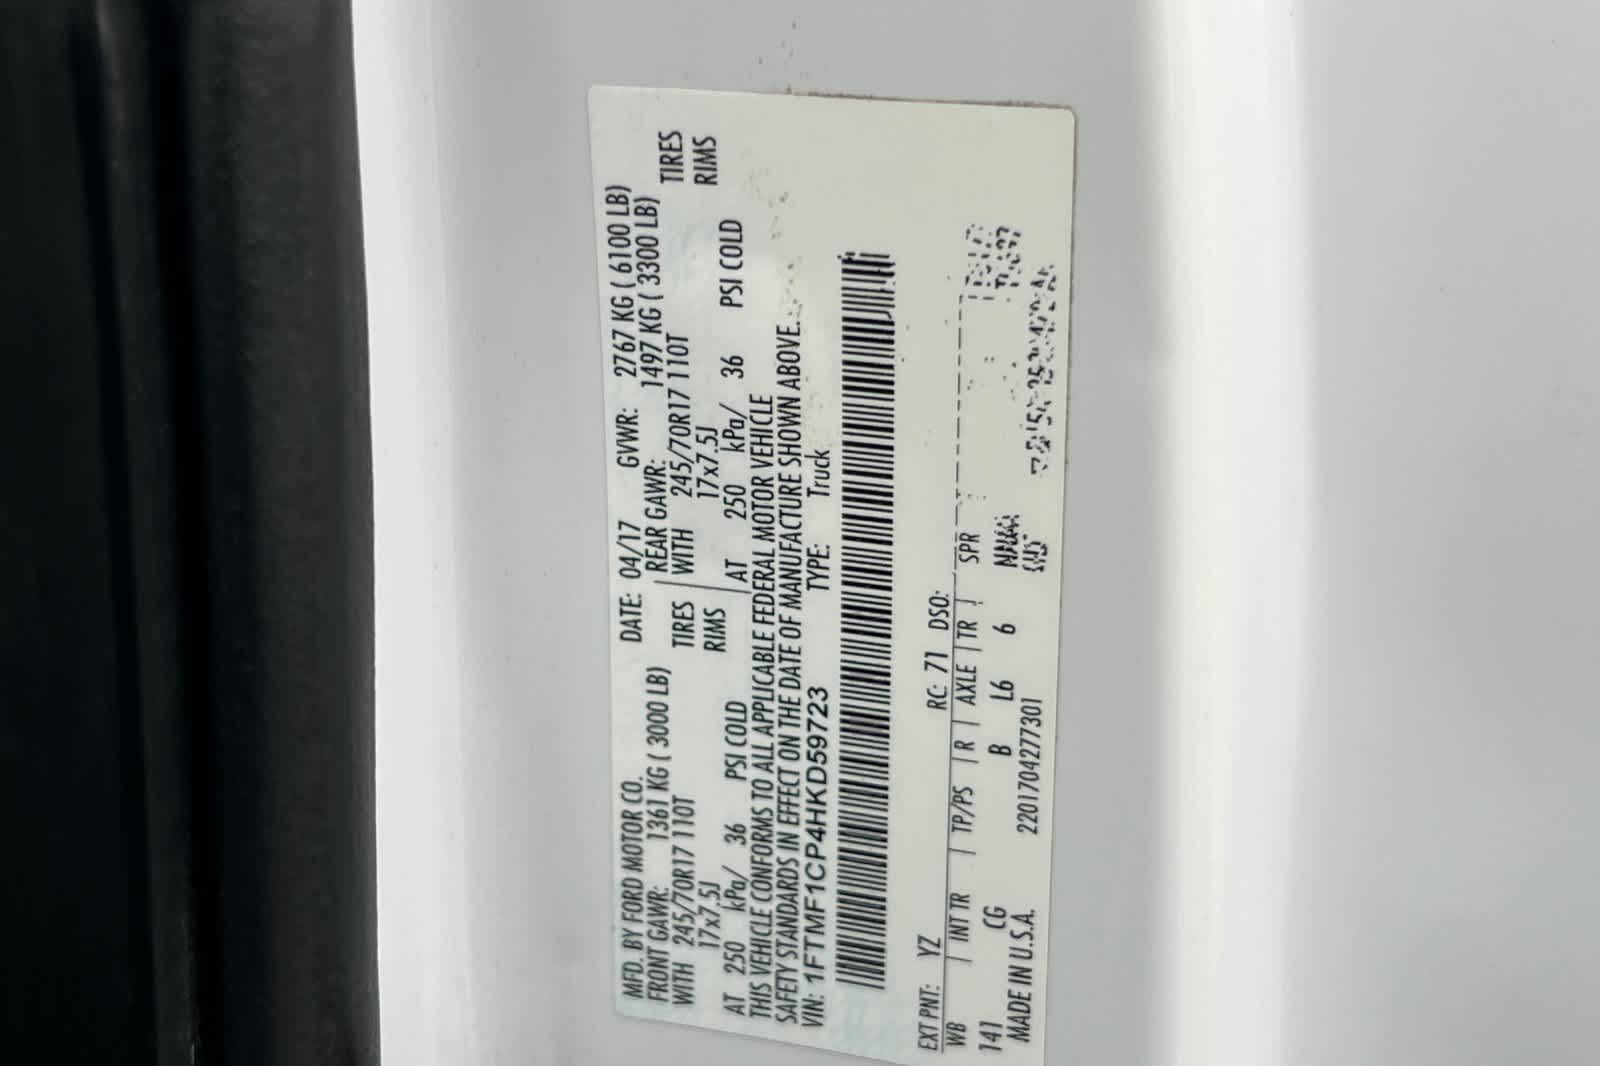 MFD. BY FORD MOTOR CO. DATE: 04/17 GVWR: 2767 KG ( 6100 LB)
FRONT GAWR: 1361 KG ( 3000 LB) REAR GAWR: 1497 KG ( 3300 LB)
WITH 245/70R17 110T TIRES WITH 245/70R17 110T TIRES
17x7.5J RIMS 17x7.5J RIMS
AT 250 kPa/ 36 PSI COLD AT 250 kPa/ 36 PSI COLD
THIS VEHICLE CONFORMS TO ALL APPLICABLE FEDERAL MOTOR VEHICLE
SAFETY STANDARDS IN EFFECT ON THE DATE OF MANUFACTURE SHOWN ABOVE.
VIN: 1FTMF1CP4HKD59723 TYPE: Truck
EXT PNT: YZ RC: 71 DSO:
WB | INT TR | TP/PS | R | AXLE | TR | SPR
141 CG B L6 6
MADE IN U.S.A. 220170427​7301